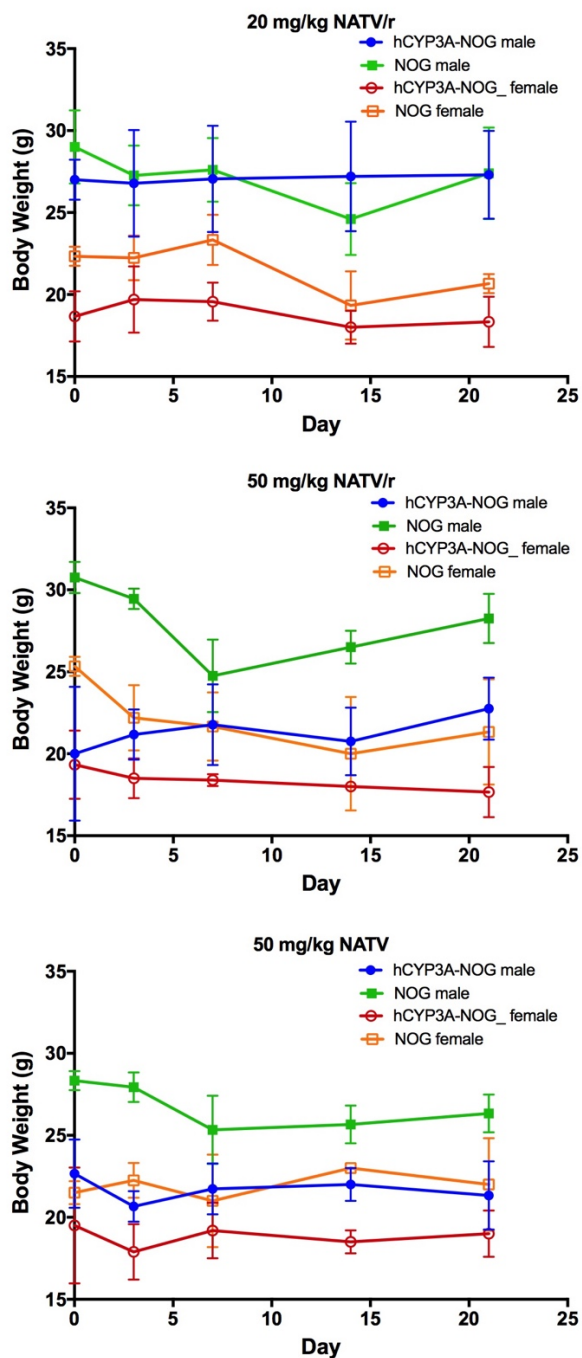 20 mg/kg NATV/r
hCYP3A-NOG male
NOG male
hCYP3A-NOG_ female
NOG female
35
30
25
20
15
0 5 10 15 20 25
Body Weight (g)
Day
50 mg/kg NATV/r
hCYP3A-NOG male
NOG male
hCYP3A-NOG_ female
NOG female
35
30
25
20
15
0 5 10 15 20 25
Body Weight (g)
Day
50 mg/kg NATV
hCYP3A-NOG male
NOG male
hCYP3A-NOG_ female
NOG female
35
30
25
20
15
0 5 10 15 20 25
Body Weight (g)
Day